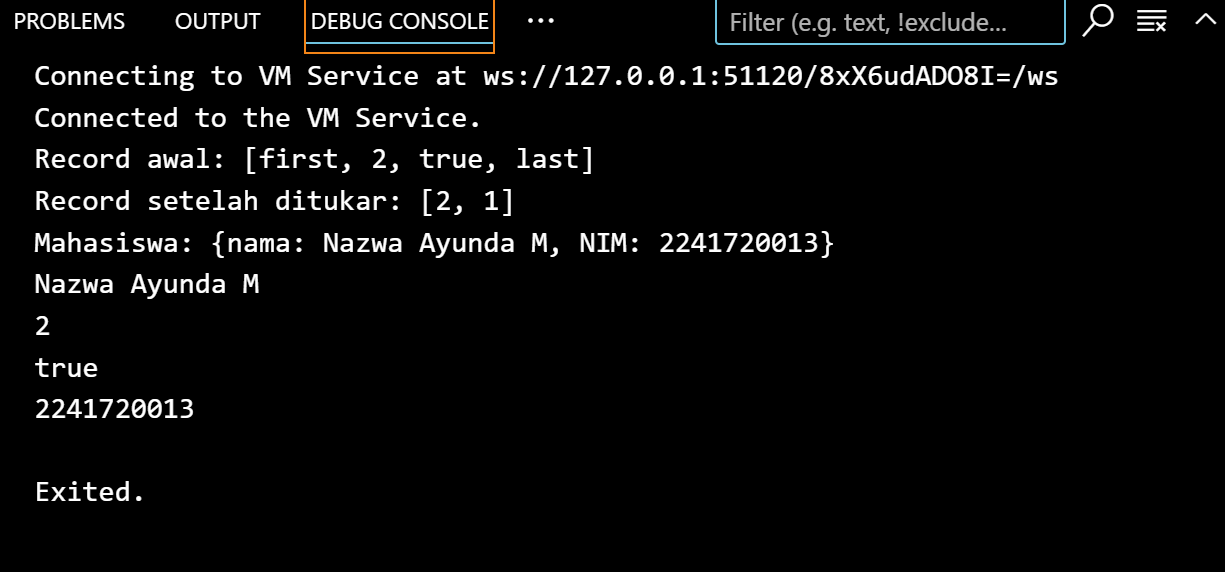 PROBLEMS OUTPUT DEBUG CONSOLE ··· Filter (e.g. text, !exclude...
Connecting to VM Service at ws://127.0.0.1:51120/8xX6udADO8I=/ws
Connected to the VM Service.
Record awal: [first, 2, true, last]
Record setelah ditukar: [2, 1]
Mahasiswa: {nama: Nazwa Ayunda M, NIM: 2241720013}
Nazwa Ayunda M
2
true
2241720013
Exited.